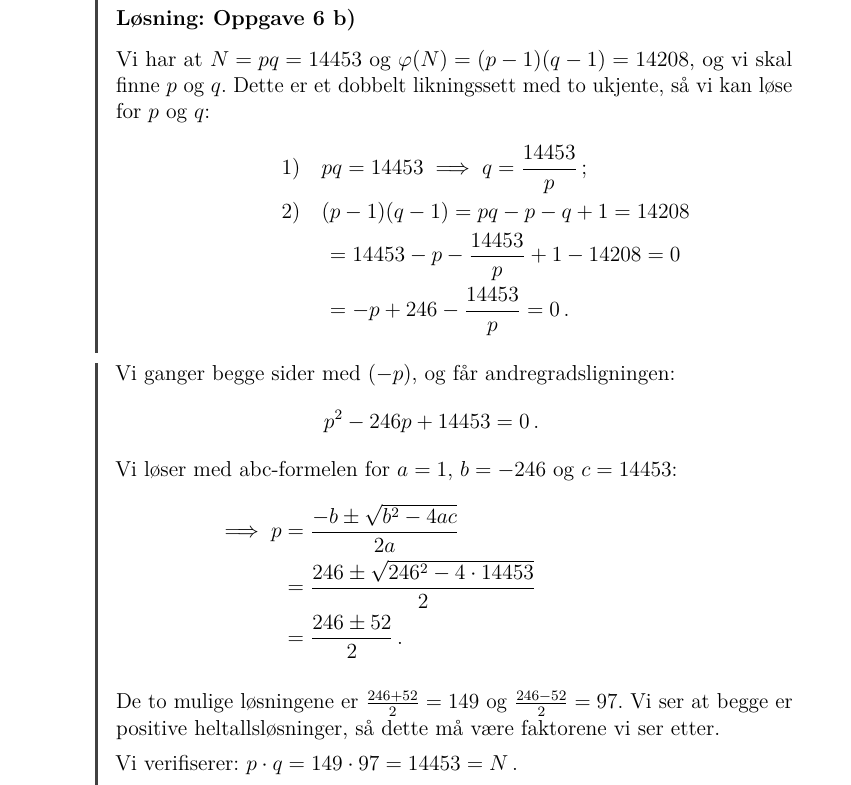 Løsning: Oppgave 6 b)
Vi har at N = pq = 14453 og φ(N) = (p − 1)(q − 1) = 14208, og vi skal
finne p og q. Dette er et dobbelt likningssett med to ukjente, så vi kan løse
for p og q:
1) pq = 14453 ⟹ q = 14453/p ;
2) (p − 1)(q − 1) = pq − p − q + 1 = 14208
= 14453 − p − 14453/p + 1 − 14208 = 0
= −p + 246 − 14453/p = 0 .
Vi ganger begge sider med (−p), og får andregradsligningen:
p² − 246p + 14453 = 0 .
Vi løser med abc-formelen for a = 1, b = −246 og c = 14453:
⟹ p = (−b ± √(b² − 4ac))/(2a)
= (246 ± √(246² − 4 · 14453))/2
= (246 ± 52)/2 .
De to mulige løsningene er (246+52)/2 = 149 og (246−52)/2 = 97. Vi ser at begge er
positive heltallsløsninger, så dette må være faktorene vi ser etter.
Vi verifiserer: p · q = 149 · 97 = 14453 = N .